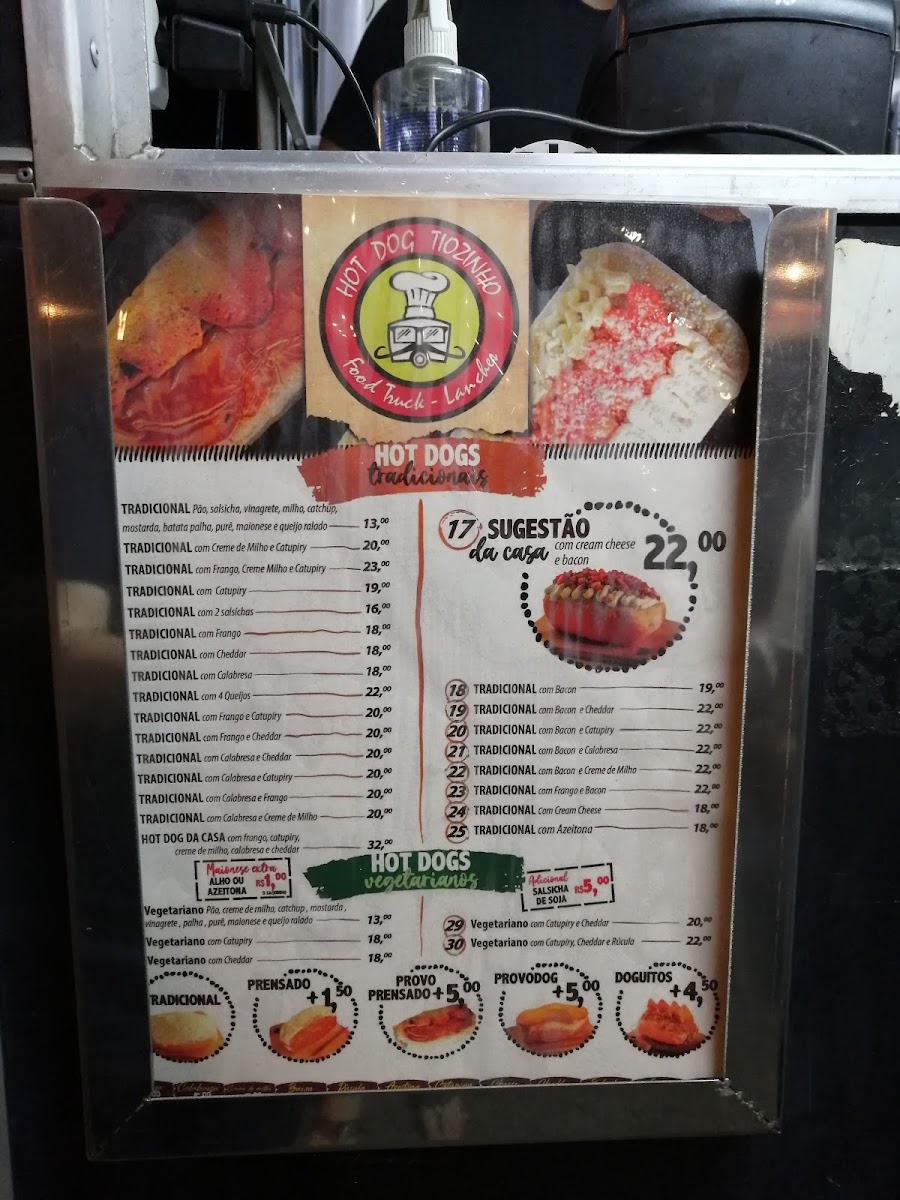 HOT DOG TIOZINHO
Food Truck - Lanches
HOT DOGS
tradicionais
TRADICIONAL Pão, salsicha, vinagrete, milho, catchup,
mostarda, batata palha, purê, maionese e queijo ralado 13,00
TRADICIONAL com Creme de Milho e Catupiry 20,00
TRADICIONAL com Frango, Creme Milho e Catupiry 23,00
TRADICIONAL com Catupiry 19,00
TRADICIONAL com 2 salsichas 16,00
TRADICIONAL com Frango 18,00
TRADICIONAL com Cheddar 18,00
TRADICIONAL com Calabresa 18,00
TRADICIONAL com 4 Queijos 22,00
TRADICIONAL com Frango e Catupiry 20,00
TRADICIONAL com Frango e Cheddar 20,00
TRADICIONAL com Calabresa e Cheddar 20,00
TRADICIONAL com Calabresa e Catupiry 20,00
TRADICIONAL com Calabresa e Frango 20,00
TRADICIONAL com Calabresa e Creme de Milho 20,00
HOT DOG DA CASA com frango, catupiry,
creme de milho, calabresa e cheddar 32,00
17 SUGESTÃO
da casa com cream cheese
e bacon
22,00
18 TRADICIONAL com Bacon 19,00
19 TRADICIONAL com Bacon e Cheddar 22,00
20 TRADICIONAL com Bacon e Catupiry 22,00
21 TRADICIONAL com Bacon e Calabresa 22,00
22 TRADICIONAL com Bacon e Creme de Milho 22,00
23 TRADICIONAL com Frango e Bacon 22,00
24 TRADICIONAL com Cream Cheese 18,00
25 TRADICIONAL com Azeitona 18,00
Maionese extra
ALHO OU
AZEITONA
R$1,00
HOT DOGS
vegetarianos
Adicional
SALSICHA
DE SOJA
R$5,00
Vegetariano Pão, creme de milho, catchup, mostarda,
vinagrete, palha, purê, maionese e queijo ralado 13,00
Vegetariano com Catupiry 18,00
Vegetariano com Cheddar 18,00
29 Vegetariano com Catupiry e Cheddar 20,00
30 Vegetariano com Catupiry, Cheddar e Rúcula 22,00
TRADICIONAL
PRENSADO
+1,50
PROVO
PRENSADO +5,00
PROVODOG
+5,00
DOGUITOS
+4,50